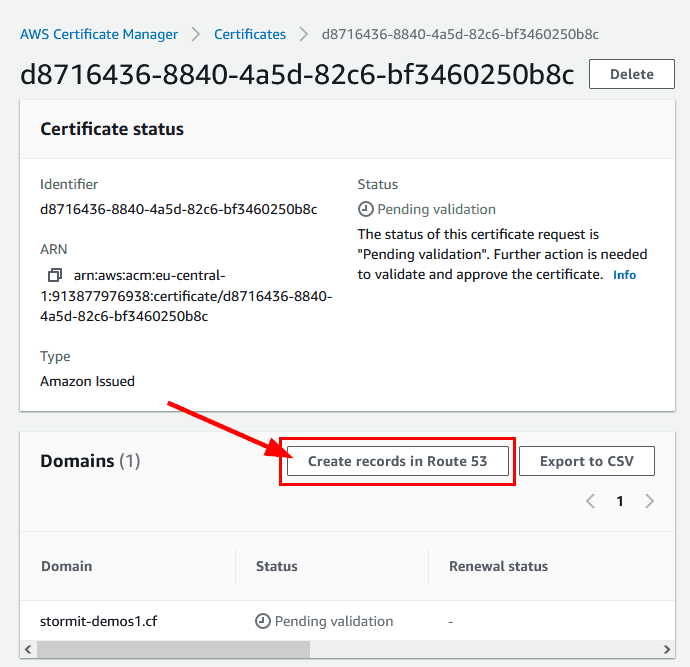 AWS Certificate Manager > Certificates > d8716436-8840-4a5d-82c6-bf3460250b8c
d8716436-8840-4a5d-82c6-bf3460250b8c Delete
Certificate status
Identifier
d8716436-8840-4a5d-82c6-bf3460250b8c
ARN
arn:aws:acm:eu-central-
1:913877976938:certificate/d8716436-8840-
4a5d-82c6-bf3460250b8c
Type
Amazon Issued
Status
Pending validation
The status of this certificate request is
"Pending validation". Further action is needed
to validate and approve the certificate. Info
Domains (1) Create records in Route 53 Export to CSV
< 1 >
Domain Status Renewal status
stormit-demos1.cf Pending validation -